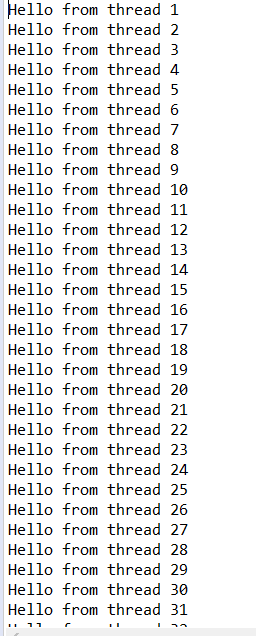 Hello from thread 1
Hello from thread 2
Hello from thread 3
Hello from thread 4
Hello from thread 5
Hello from thread 6
Hello from thread 7
Hello from thread 8
Hello from thread 9
Hello from thread 10
Hello from thread 11
Hello from thread 12
Hello from thread 13
Hello from thread 14
Hello from thread 15
Hello from thread 16
Hello from thread 17
Hello from thread 18
Hello from thread 19
Hello from thread 20
Hello from thread 21
Hello from thread 22
Hello from thread 23
Hello from thread 24
Hello from thread 25
Hello from thread 26
Hello from thread 27
Hello from thread 28
Hello from thread 29
Hello from thread 30
Hello from thread 31